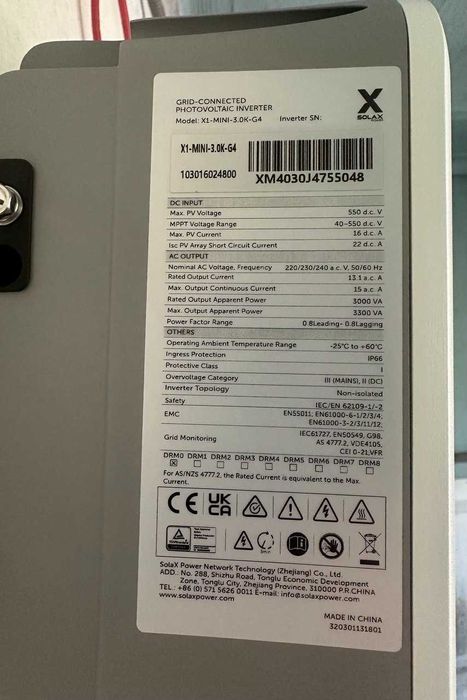 GRID-CONNECTED
PHOTOVOLTAIC INVERTER
X
SOLAX
Model: X1-MINI-3.0K-G4 Inverter SN:
X1-MINI-3.0K-G4
103016024800 XM4030J4755048
DC INPUT
Max. PV Voltage 550 d.c. V
MPPT Voltage Range 40-550 d.c. V
Max. PV Current 16 d.c. A
Isc PV Array Short Circuit Current 22 d.c. A
AC OUTPUT
Nominal AC Voltage, Frequency 220/230/240 a.c. V, 50/60 Hz
Rated Output Current 13.1 a.c. A
Max. Output Continuous Current 15 a.c. A
Rated Output Apparent Power 3000 VA
Max. Output Apparent Power 3300 VA
Power Factor Range 0.8Leading- 0.8Lagging
OTHERS
Operating Ambient Temperature Range -25°C to +60°C
Ingress Protection IP66
Protective Class I
Overvoltage Category III (MAINS), II (DC)
Inverter Topology Non-isolated
Safety IEC/EN 62109-1/-2
EMC EN55011, EN61000-6-1/2/3/4,
EN61000-3-2/3/11/12,
Grid Monitoring IEC61727, EN50549, G98,
AS 4777.2, VDE4105,
CEI 0-21,VFR
DRM0 DRM1 DRM2 DRM3 DRM4 DRM5 DRM6 DRM7 DRM8
For AS/NZS 4777.2, the Rated Current is equivalent to the Max.
Current.
CE UK
CA
SolaX Power Network Technology (Zhejiang) Co., Ltd.
ADD.: No. 288, Shizhu Road, Tonglu Economic Development
Zone, Tonglu City, Zhejiang Province, 310000 P.R.CHINA
TEL.: +86 (0) 571 5626 0011 E-mail: info@solaxpower.com
www.solaxpower.com
MADE IN CHINA
320301131801